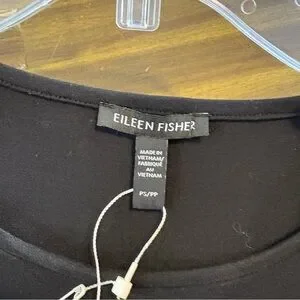 EILEEN FISHER
MADE IN
VIETNAM/
FABRIQUÉ
AU
VIETNAM
PS/PP